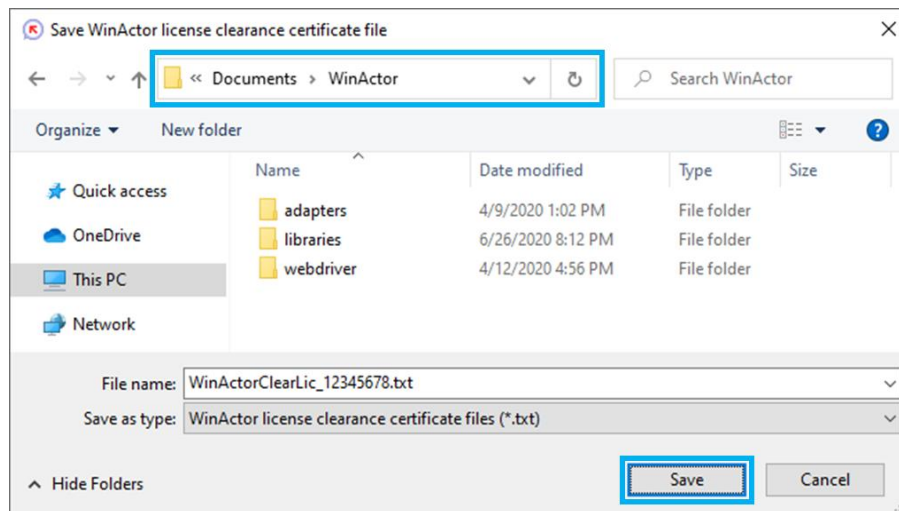 Save WinActor license clearance certificate file
« Documents > WinActor
Search WinActor
Organize
New folder
Name Date modified Type Size
Quick access
OneDrive
This PC
Network
adapters 4/9/2020 1:02 PM File folder
libraries 6/26/2020 8:12 PM File folder
webdriver 4/12/2020 4:56 PM File folder
File name: WinActorClearLic_12345678.txt
Save as type: WinActor license clearance certificate files (*.txt)
Hide Folders
Save
Cancel